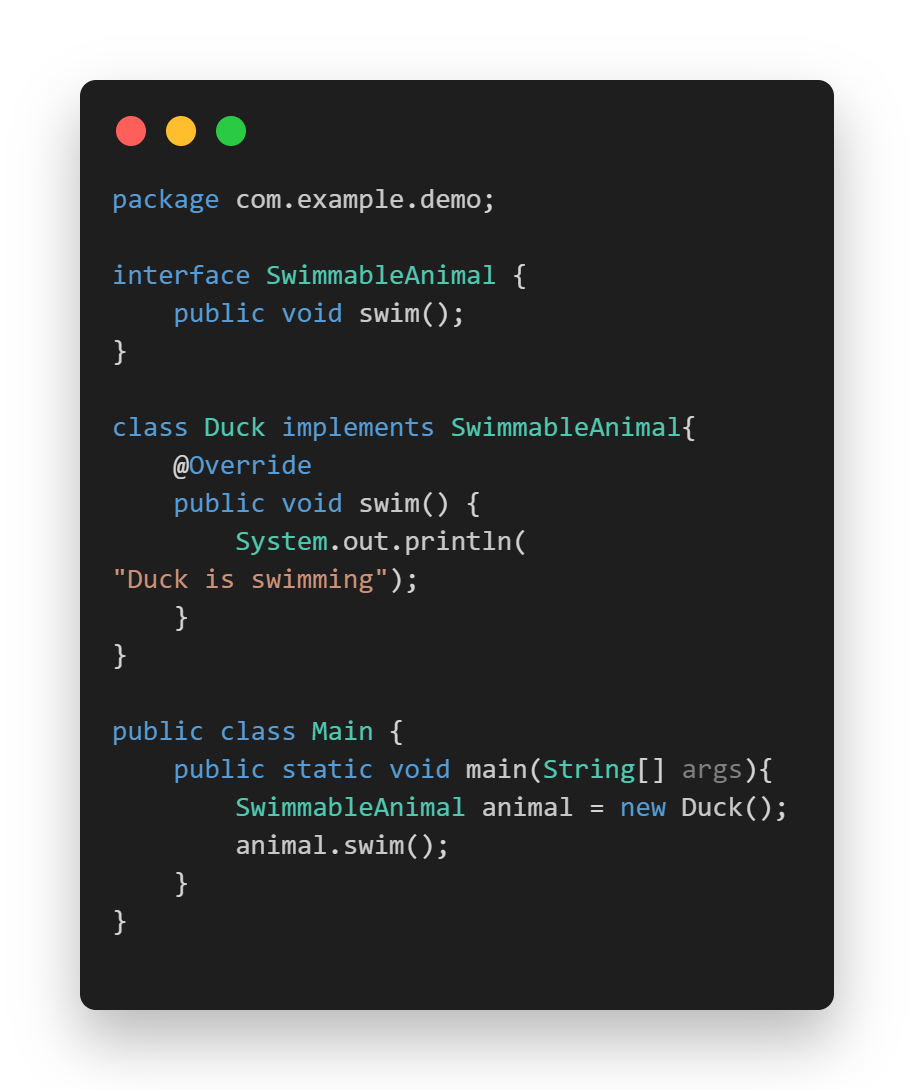 package com.example.demo;
interface SwimmableAnimal {
    public void swim();
}
class Duck implements SwimmableAnimal{
    @Override
    public void swim() {
        System.out.println(
"Duck is swimming");
    }
}
public class Main {
    public static void main(String[] args){
        SwimmableAnimal animal = new Duck();
        animal.swim();
    }
}